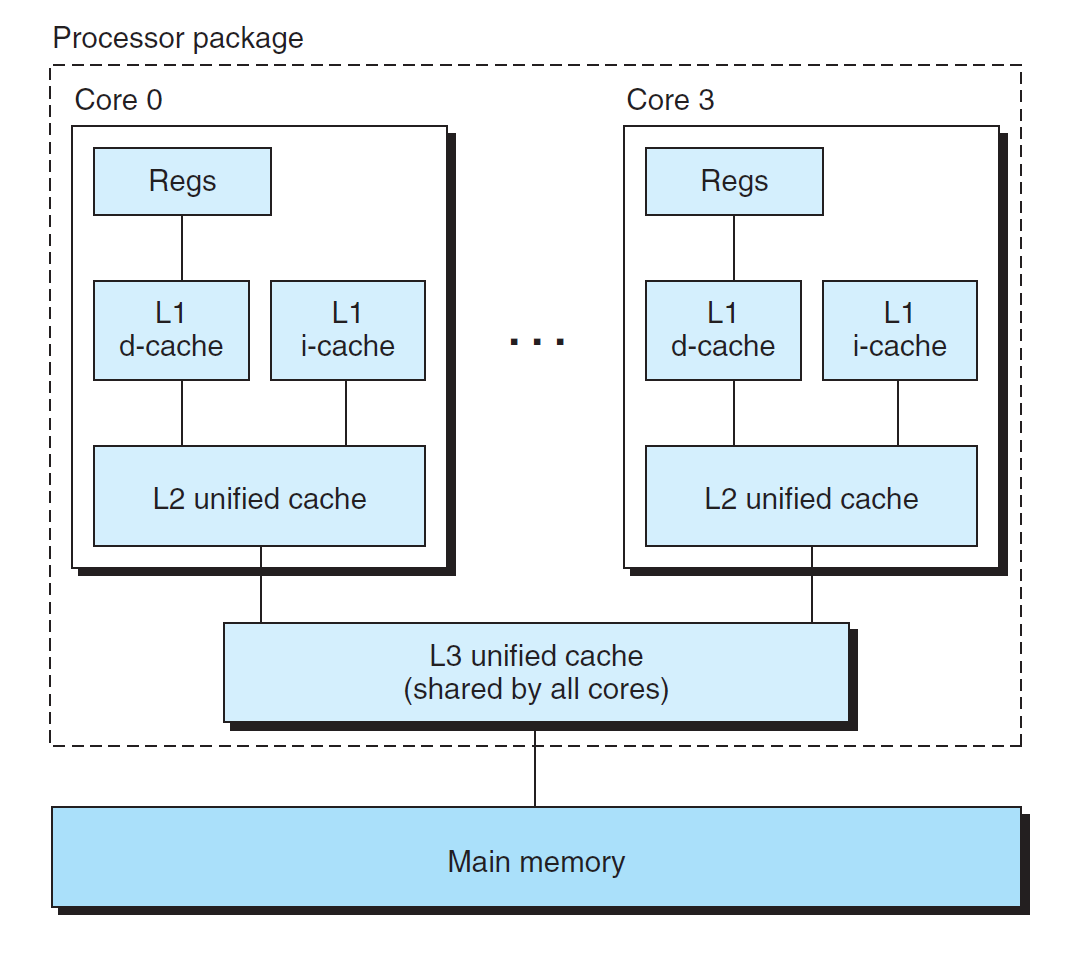 Processor package
Core 0
Regs
L1
d-cache
L1
i-cache
L2 unified cache
. . .
Core 3
Regs
L1
d-cache
L1
i-cache
L2 unified cache
L3 unified cache
(shared by all cores)
Main memory